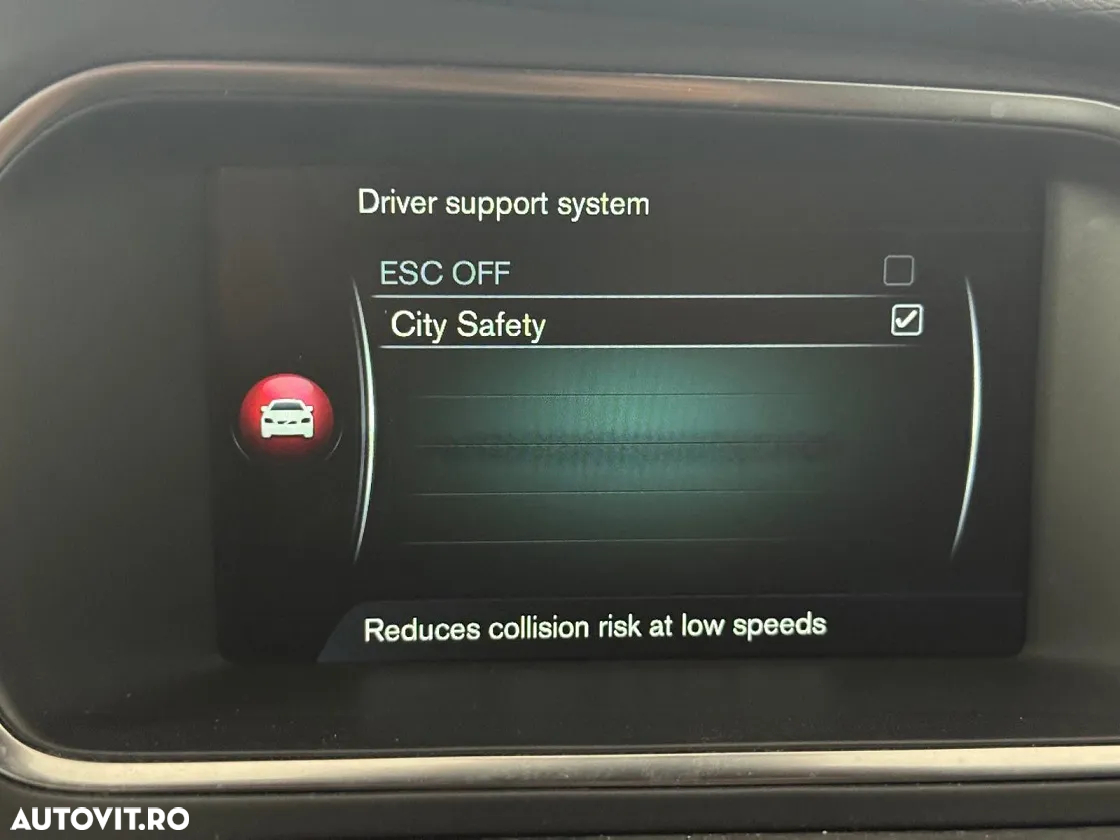 Driver support system
ESC OFF
City Safety
Reduces collision risk at low speeds
AUTOVIT.RO